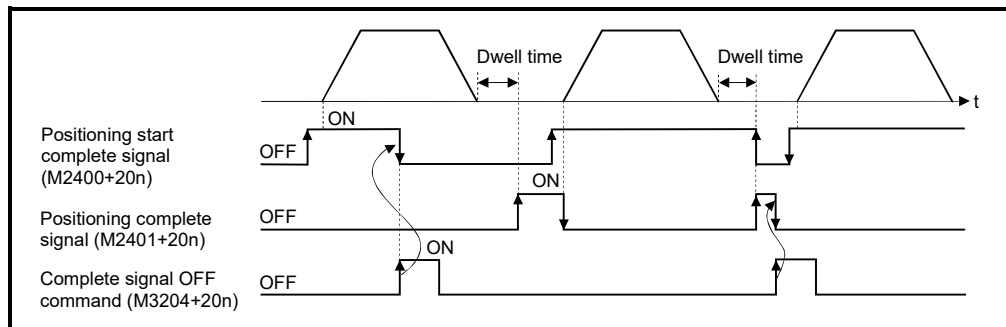 Dwell time
Dwell time
t
ON
Positioning start
complete signal
(M2400+20n)
OFF
ON
Positioning complete
signal (M2401+20n)
OFF
ON
Complete signal OFF
command (M3204+20n)
OFF